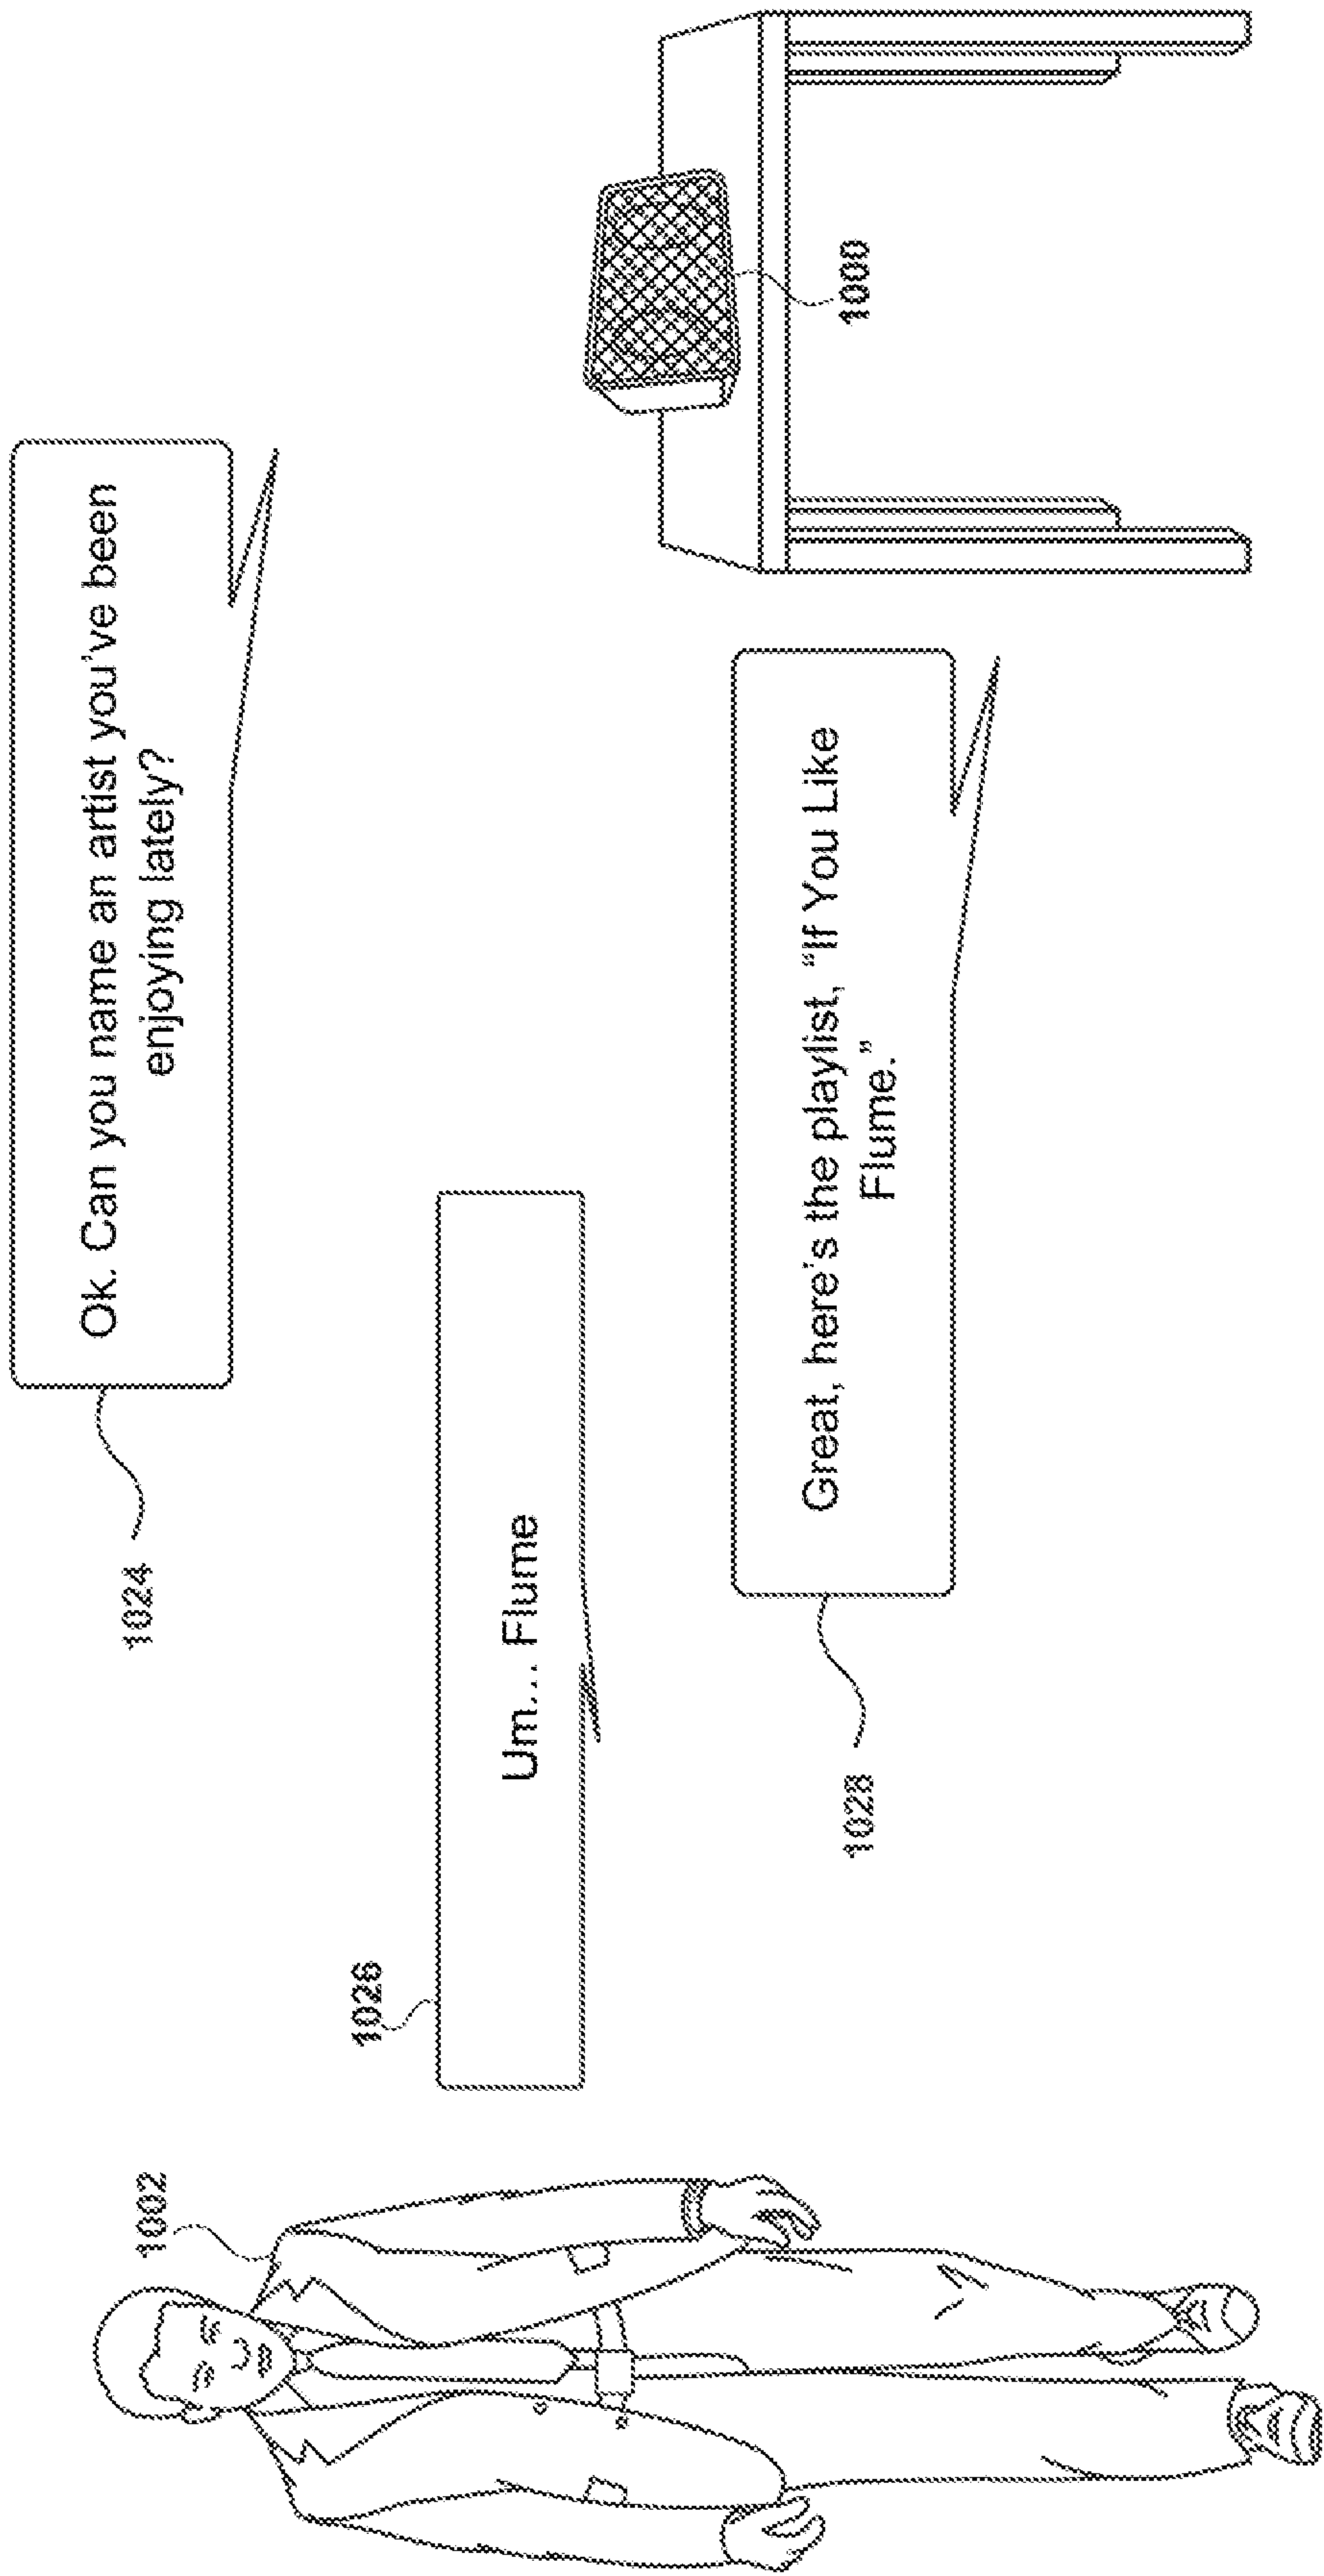 1024
Ok. Can you name an artist you’ve been
enjoying lately?
1002
1026
Um... Flume
1028
Great, here’s the playlist, “If You Like
Flume.”
1000